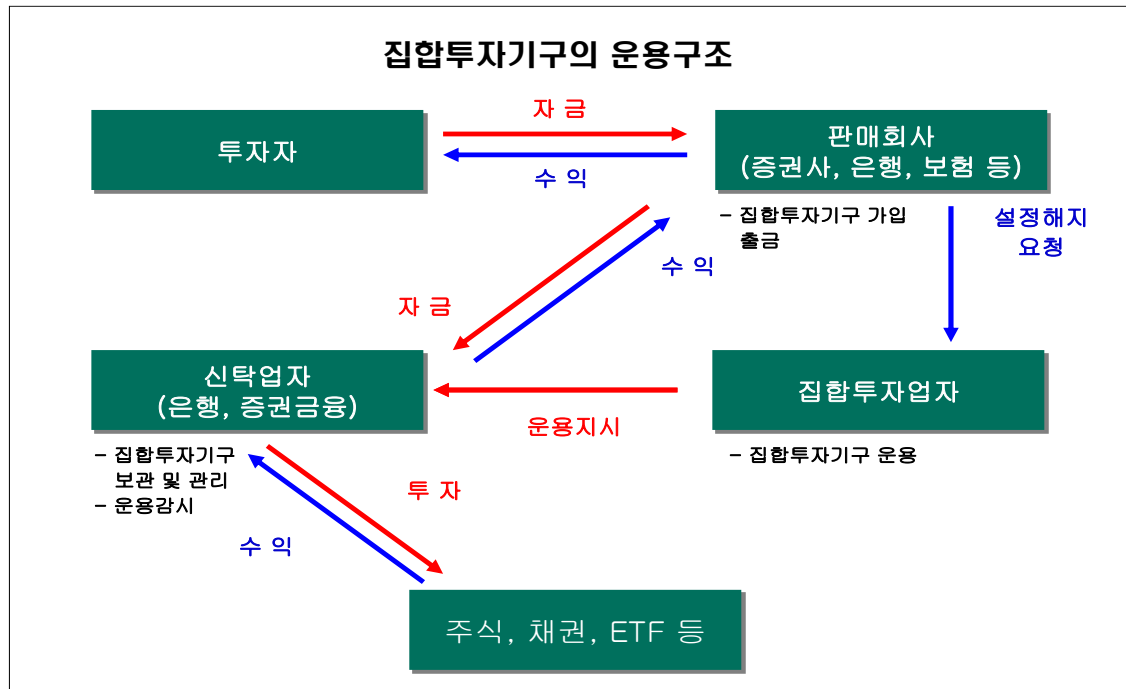 집합투자기구의 운용구조
투자자
자 금
수 익
판매회사
(증권사, 은행, 보험 등)
- 집합투자기구 가입
출금
설정해지
요청
자 금
수 익
신탁업자
(은행, 증권금융)
- 집합투자기구
보관 및 관리
- 운용감시
운용지시
집합투자업자
- 집합투자기구 운용
투 자
수 익
주식, 채권, ETF 등